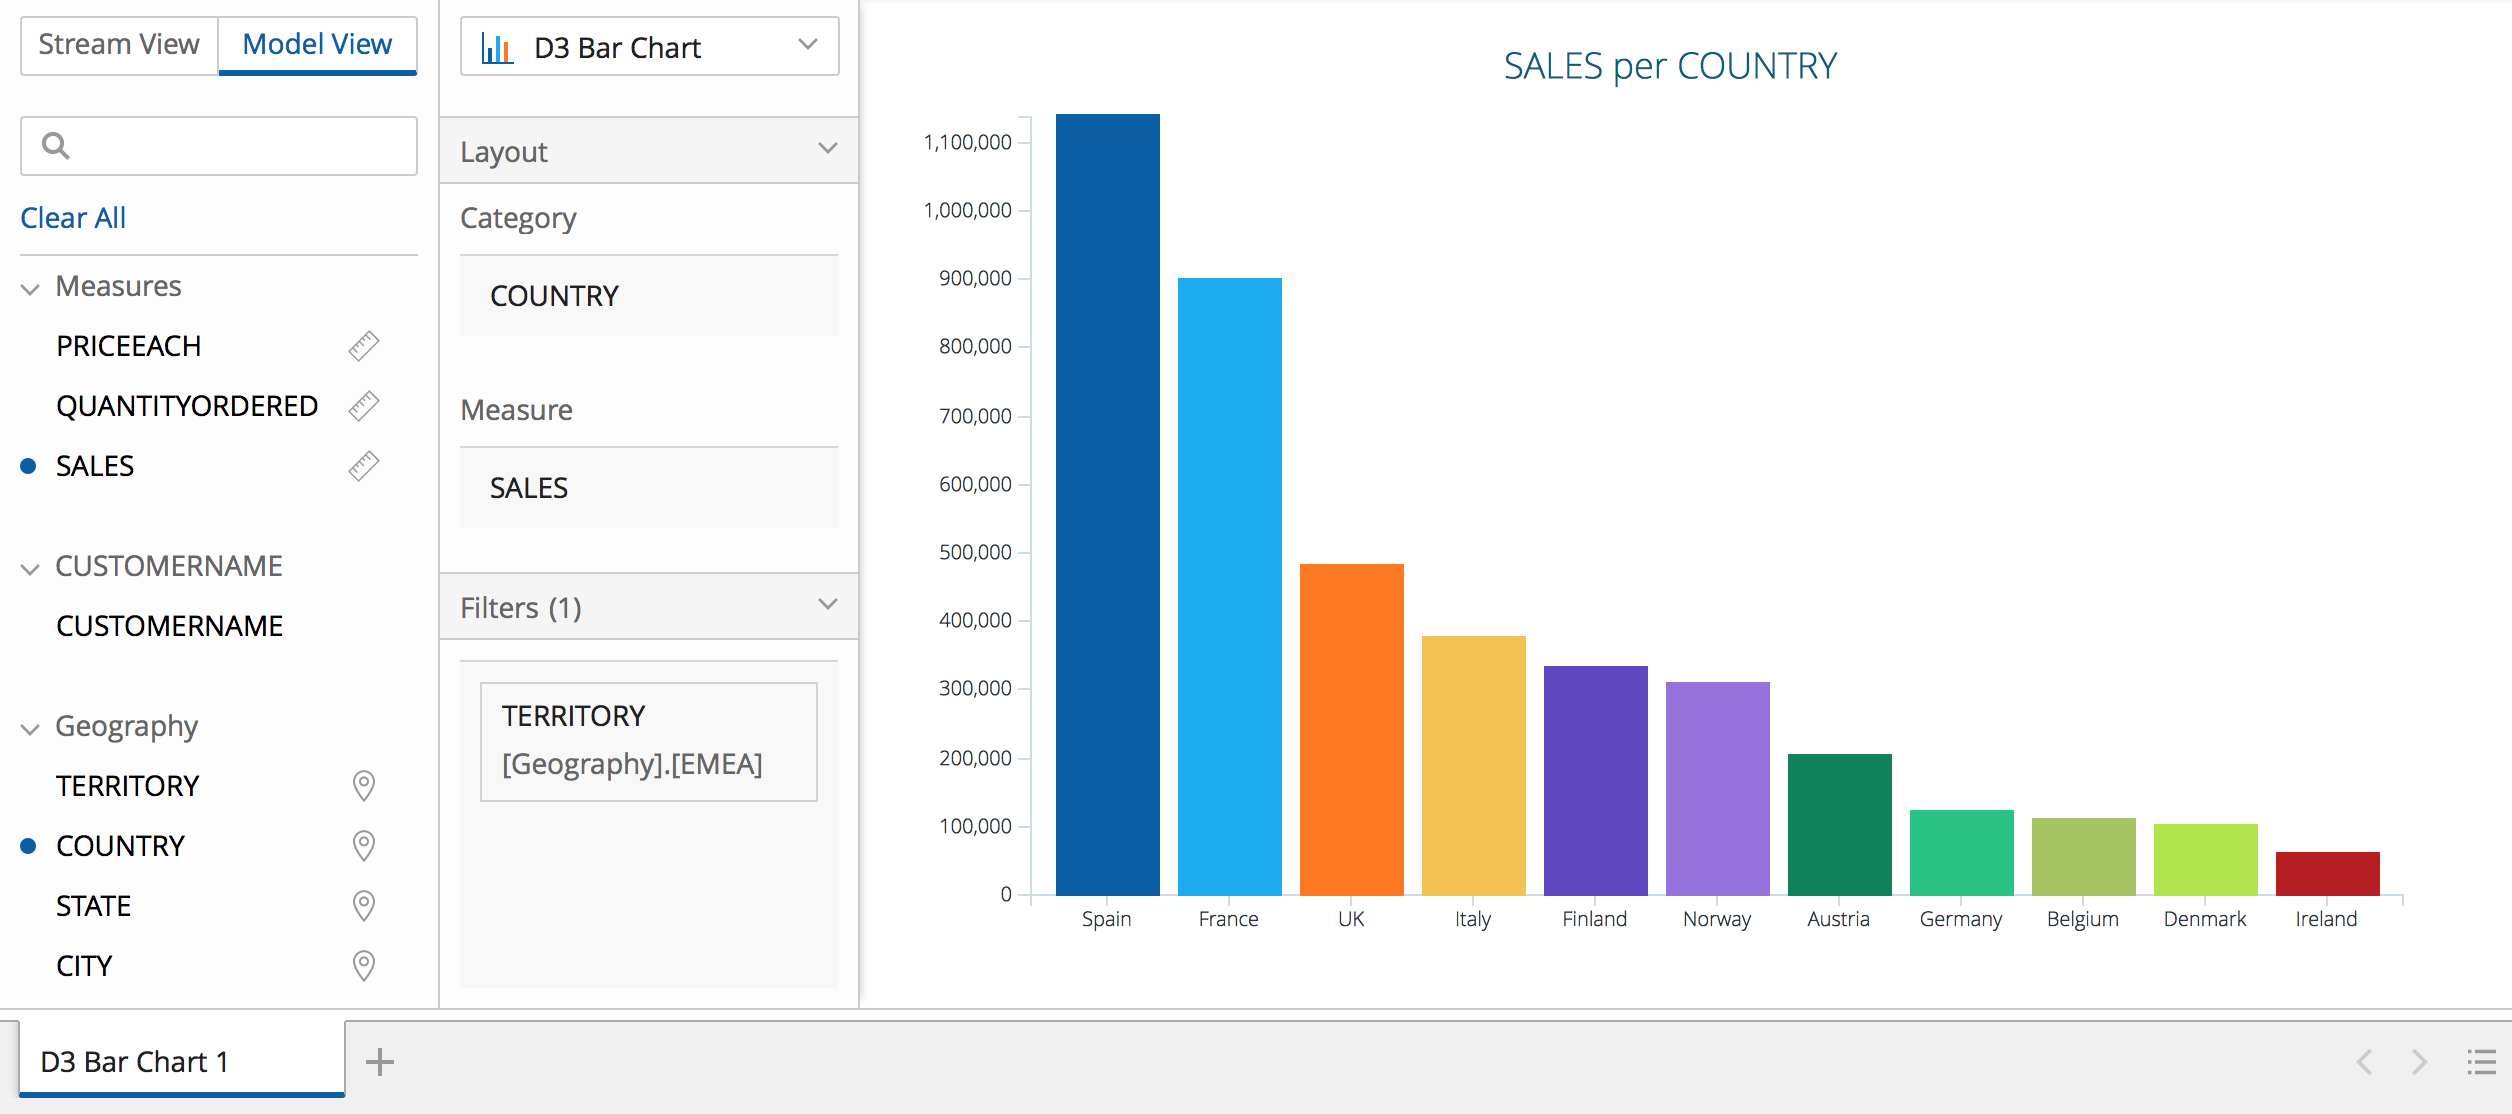 Stream View
Model View
Clear All
Measures
PRICEEACH
QUANTITYORDERED
SALES
CUSTOMERNAME
CUSTOMERNAME
Geography
TERRITORY
COUNTRY
STATE
CITY
D3 Bar Chart
Layout
Category
COUNTRY
Measure
SALES
Filters (1)
TERRITORY
[Geography].[EMEA]
SALES per COUNTRY
1,100,000
1,000,000
900,000
800,000
700,000
600,000
500,000
400,000
300,000
200,000
100,000
0
Spain France UK Italy Finland Norway Austria Germany Belgium Denmark Ireland
D3 Bar Chart 1